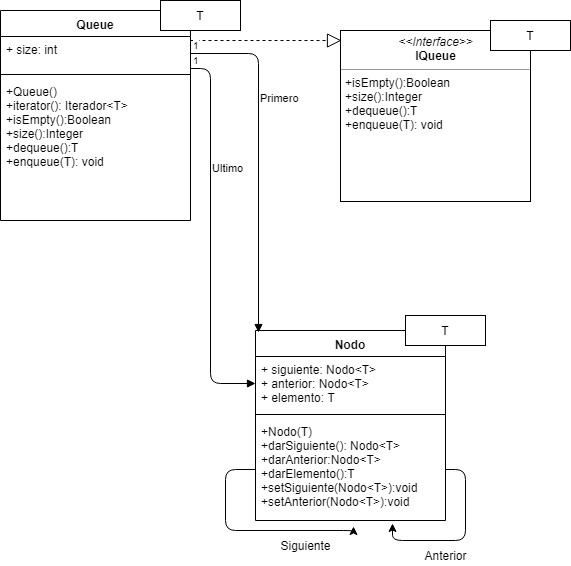 Queue
T
+ size: int
+Queue()
+iterator(): Iterador<T>
+isEmpty():Boolean
+size():Integer
+dequeue():T
+enqueue(T): void
1
1
Primero
Ultimo
T
<<Interface>>
IQueue
+isEmpty():Boolean
+size():Integer
+dequeue():T
+enqueue(T): void
T
Nodo
+ siguiente: Nodo<T>
+ anterior: Nodo<T>
+ elemento: T
+Nodo(T)
+darSiguiente(): Nodo<T>
+darAnterior:Nodo<T>
+darElemento():T
+setSiguiente(Nodo<T>):void
+setAnterior(Nodo<T>):void
Siguiente
Anterior